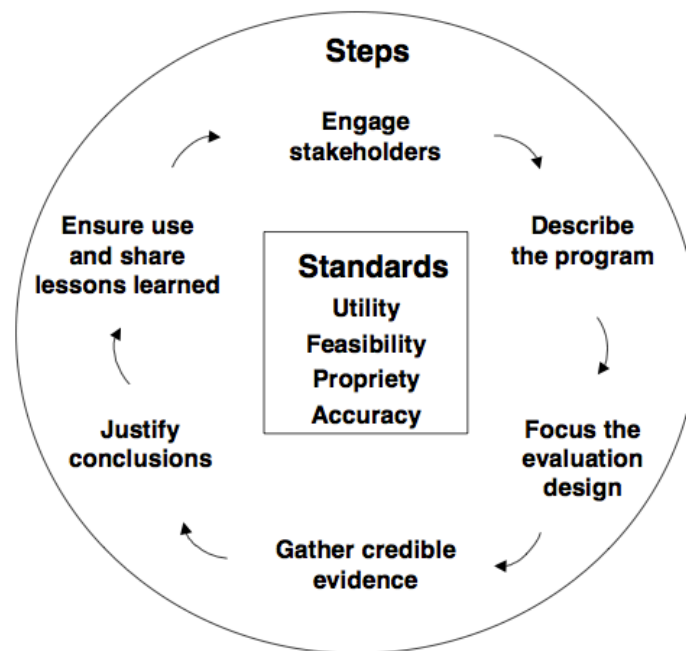 Steps
Engage
stakeholders
Describe
the program
Focus the
evaluation
design
Gather credible
evidence
Justify
conclusions
Ensure use
and share
lessons learned
Standards
Utility
Feasibility
Propriety
Accuracy